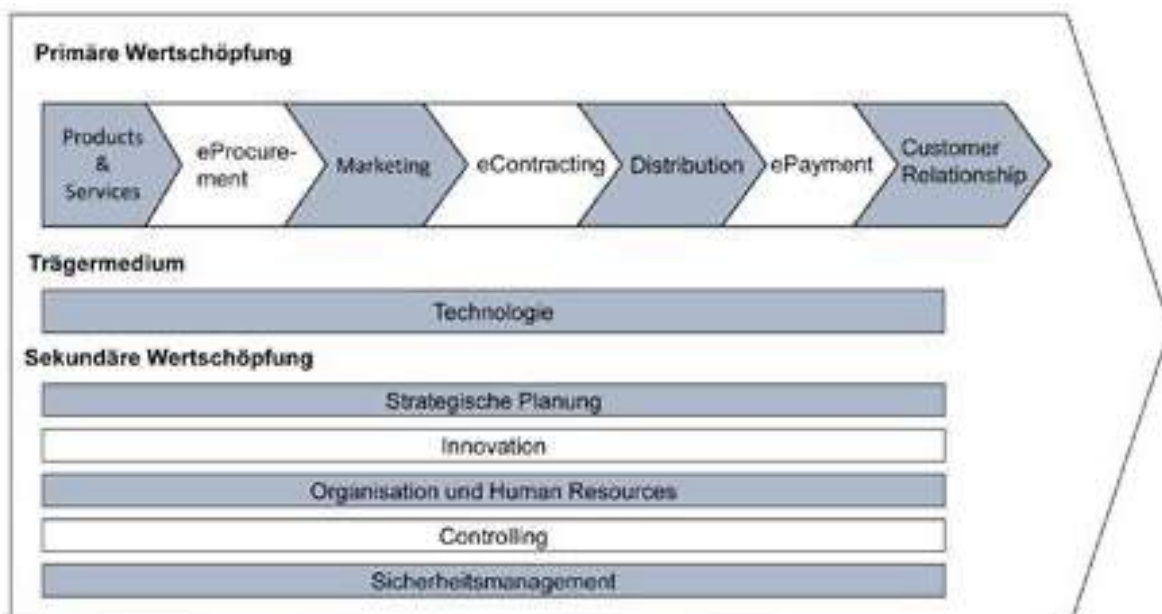 Primäre Wertschöpfung
Products
&
Services
eProcure-
ment
Marketing
eContracting
Distribution
ePayment
Customer
Relationship
Trägermedium
Technologie
Sekundäre Wertschöpfung
Strategische Planung
Innovation
Organisation und Human Resources
Controlling
Sicherheitsmanagement